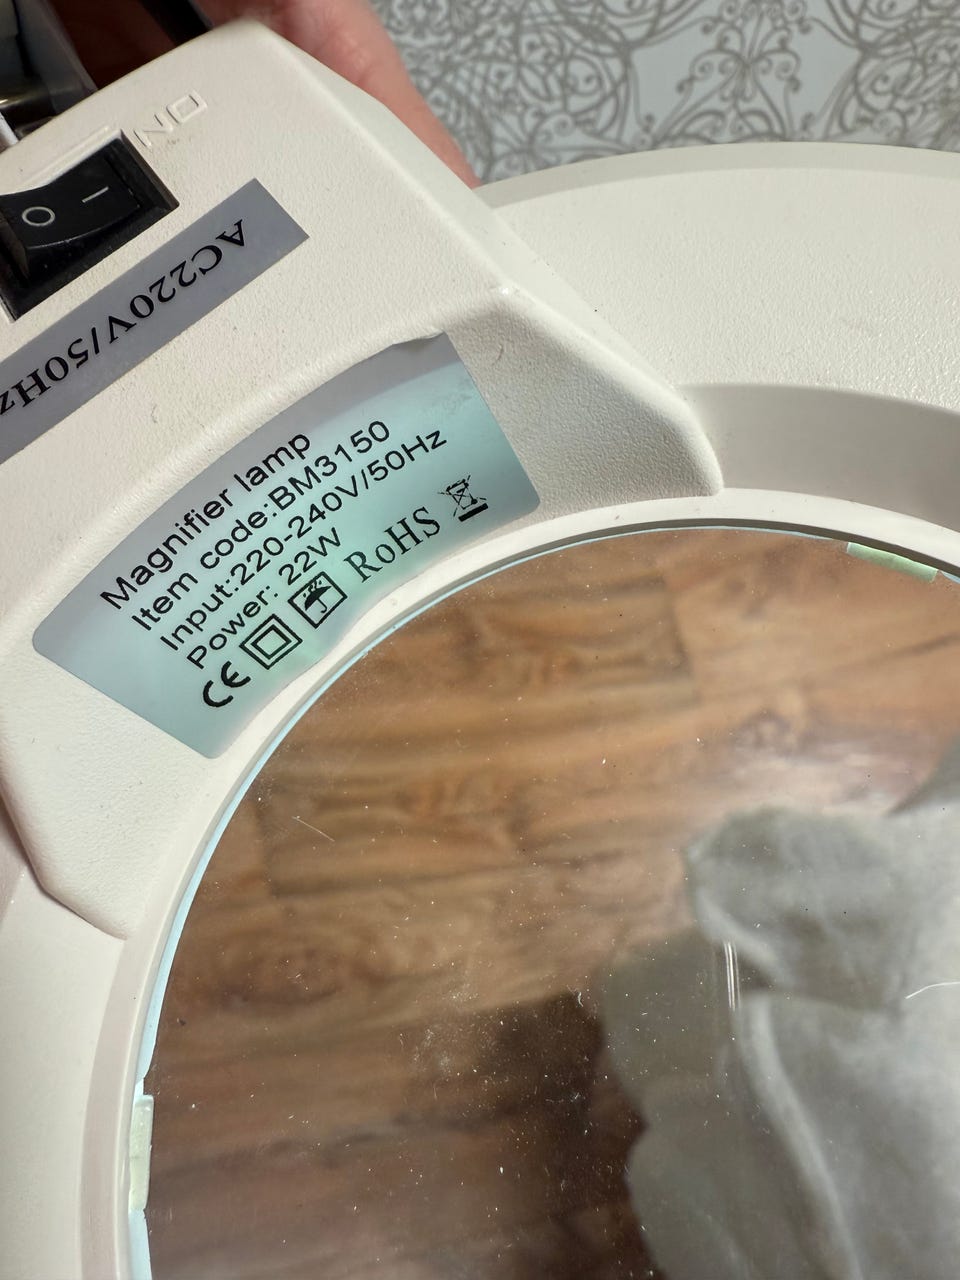 ON
AC220V/50Hz
Magnifier lamp
Item code:BM3150
Input:220-240V/50Hz
Power: 22W
CE RoHS